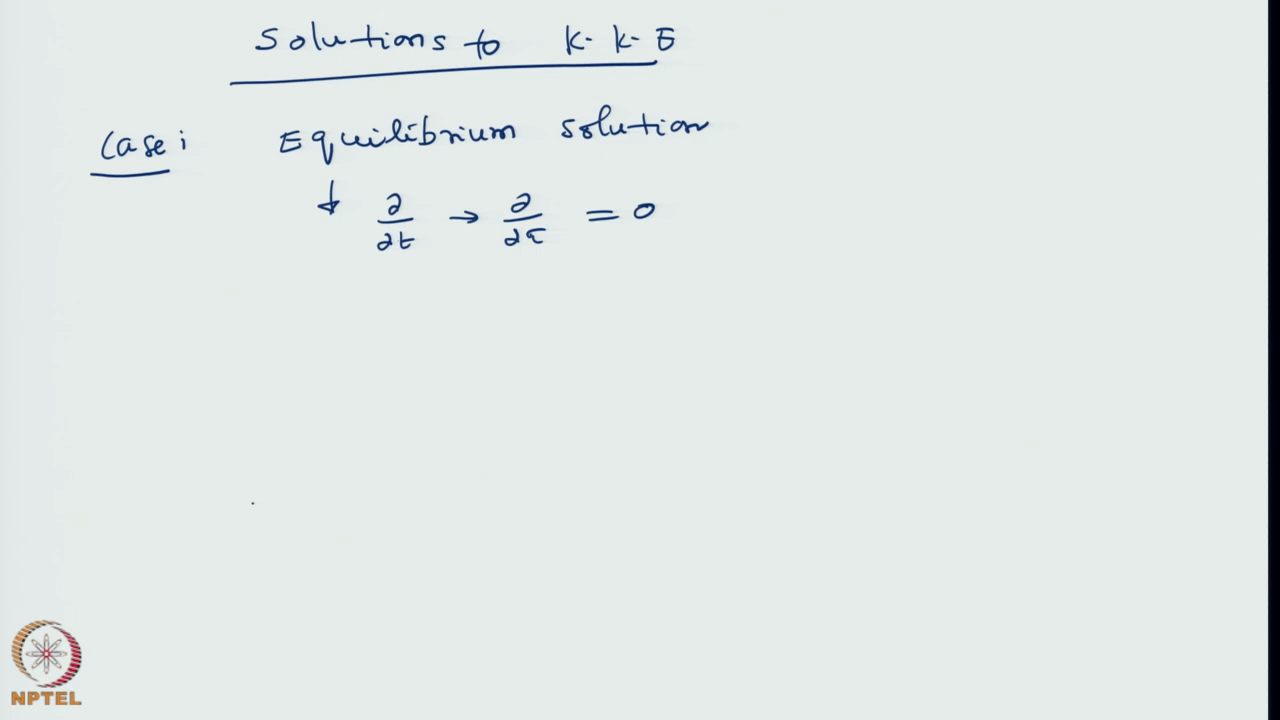 Solutions to K. K. E
Case i Equilibrium solution
↓ ∂/∂t → ∂/∂τ = 0
NPTEL